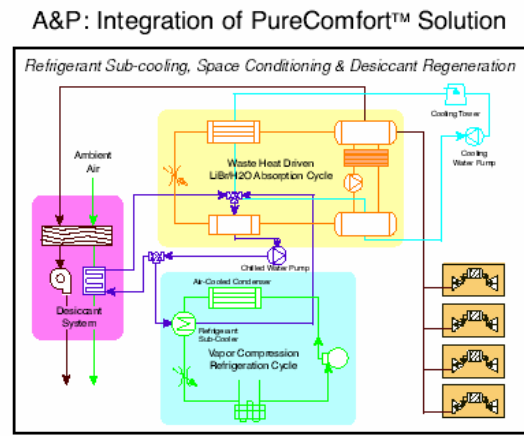 A&P: Integration of PureComfort™ Solution
Refrigerant Sub-cooling, Space Conditioning & Desiccant Regeneration
Cooling Tower
Cooling
Water Pump
Ambient
Air
Waste Heat Driven
LiBr/H2O Absorption Cycle
Chilled Water Pump
Desiccant
System
Air-Cooled Condenser
Refrigerant
Sub-Cooler
Vapor Compression
Refrigeration Cycle